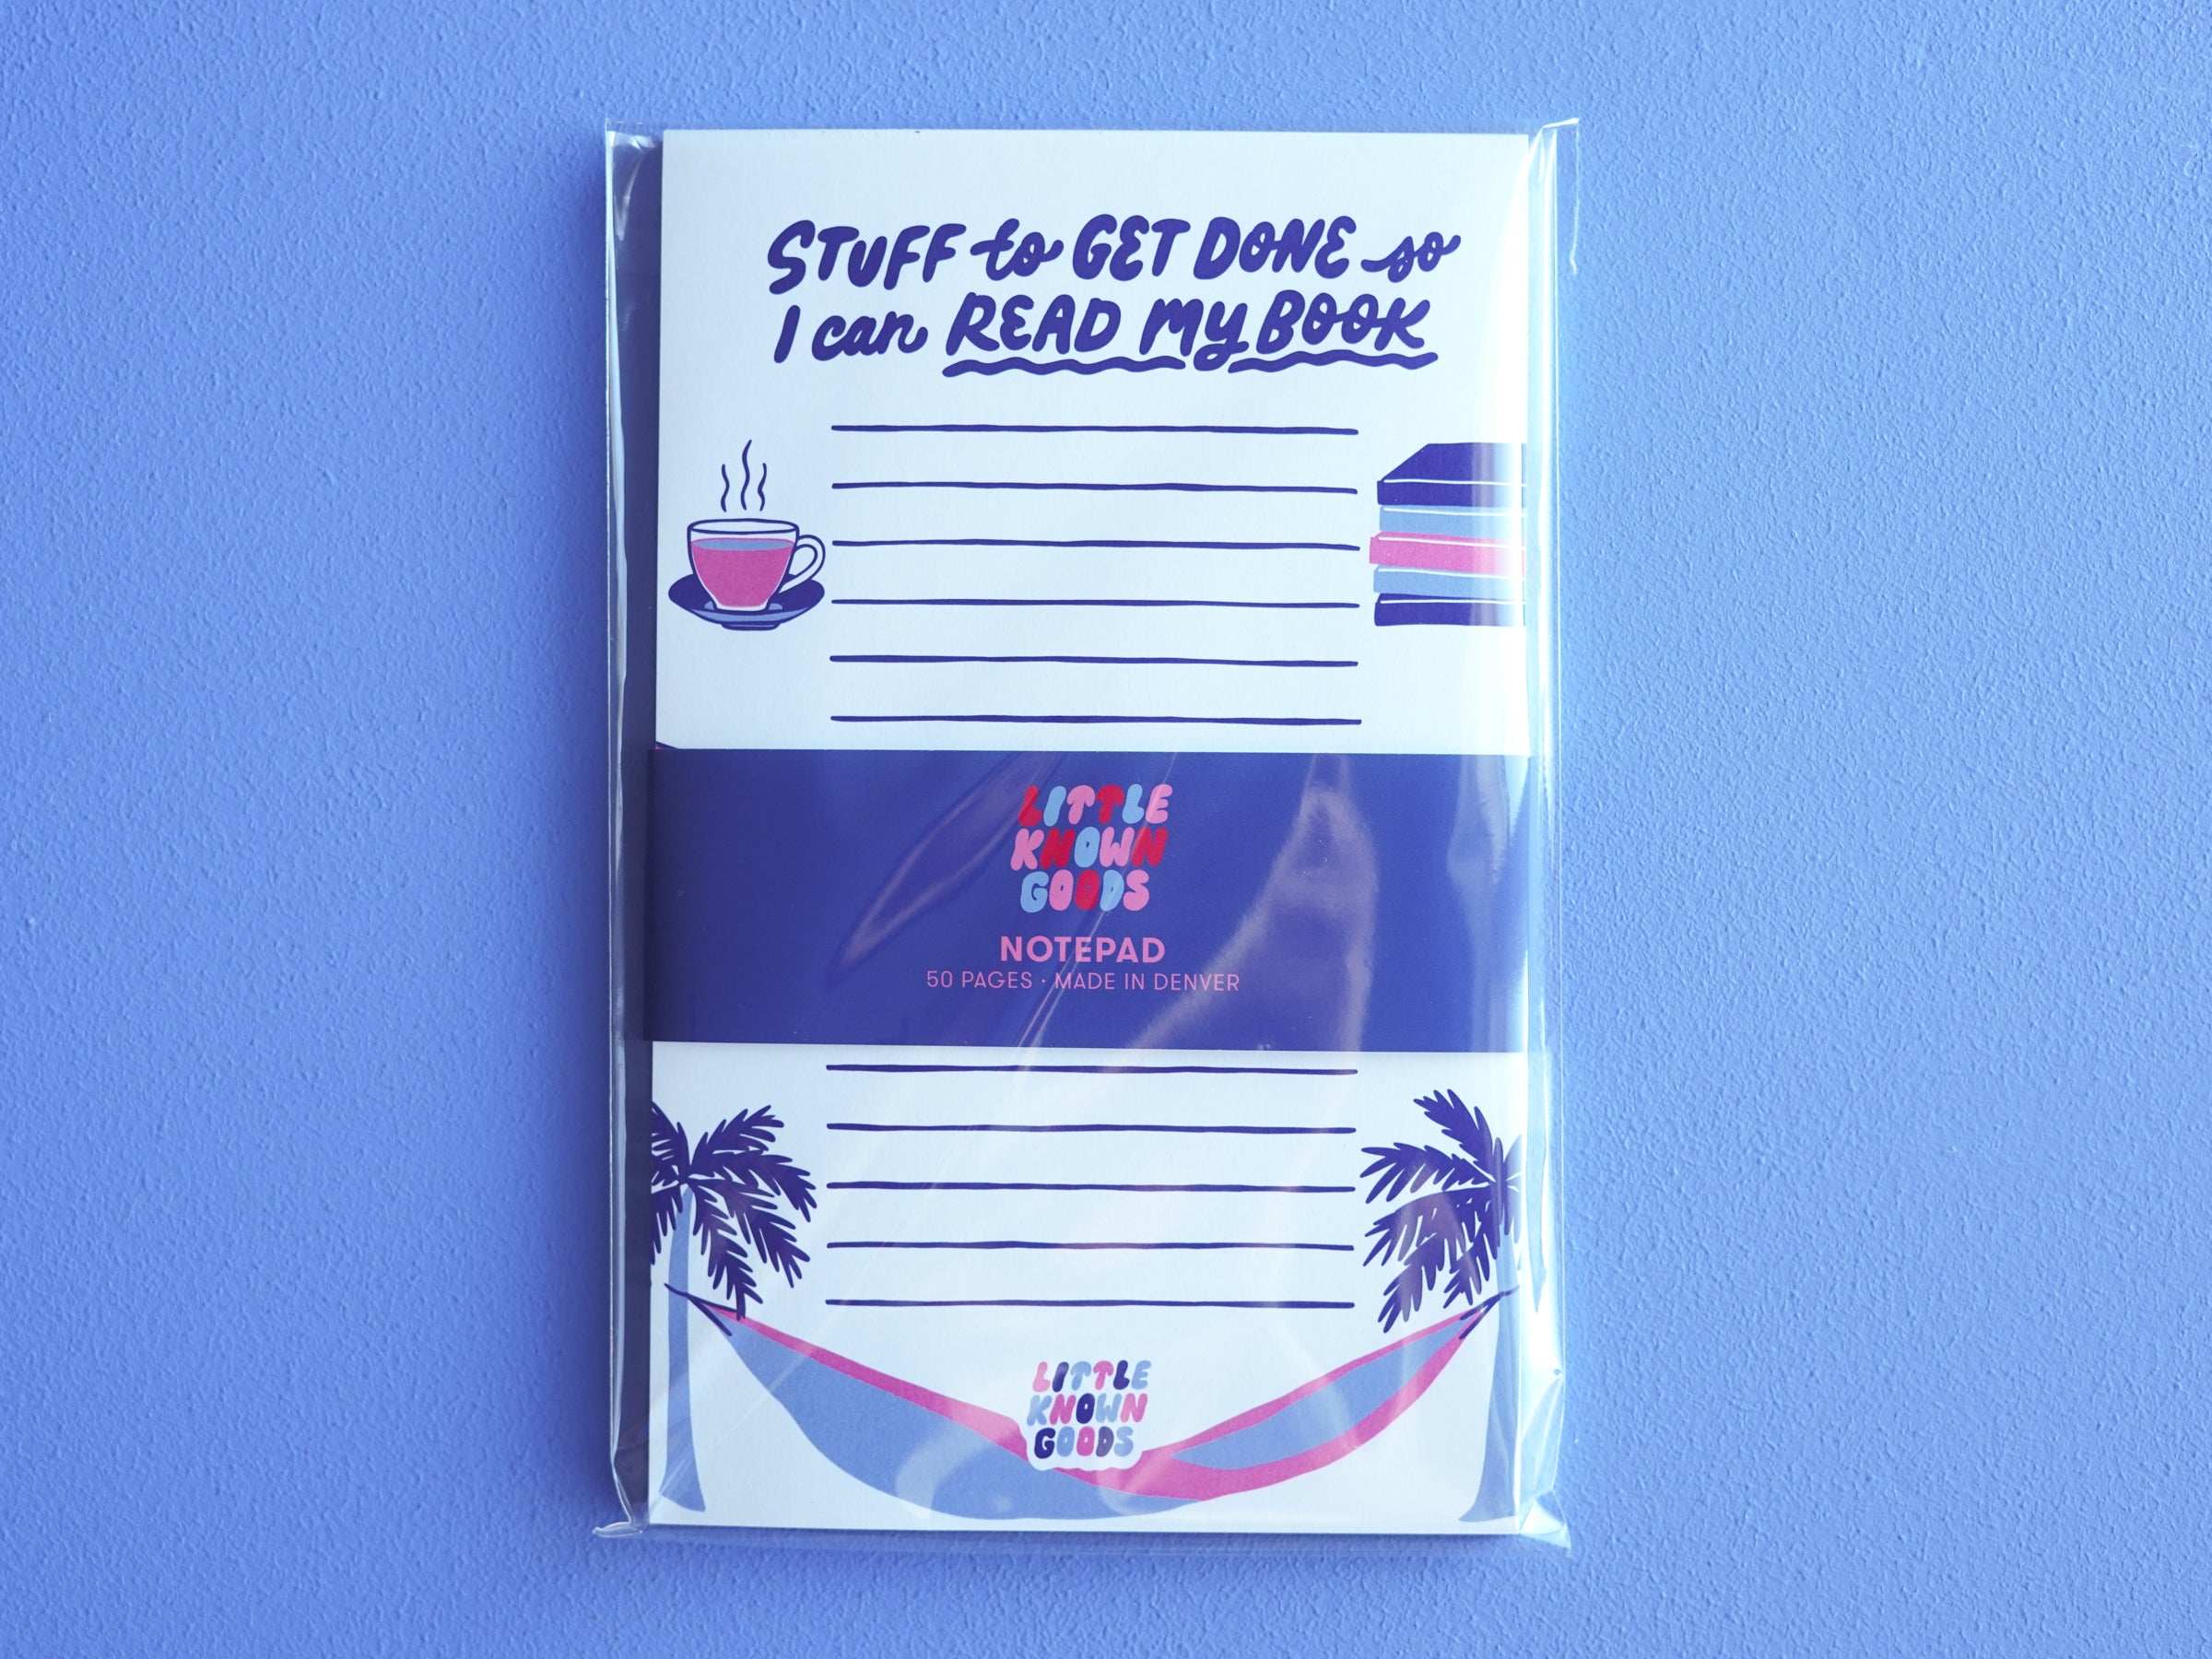 STUFF to GET DONE so
I can READ MY BOOK
LITTLE
KNOWN
GOODS
NOTEPAD
50 PAGES · MADE IN DENVER
LITTLE
KNOWN
GOODS